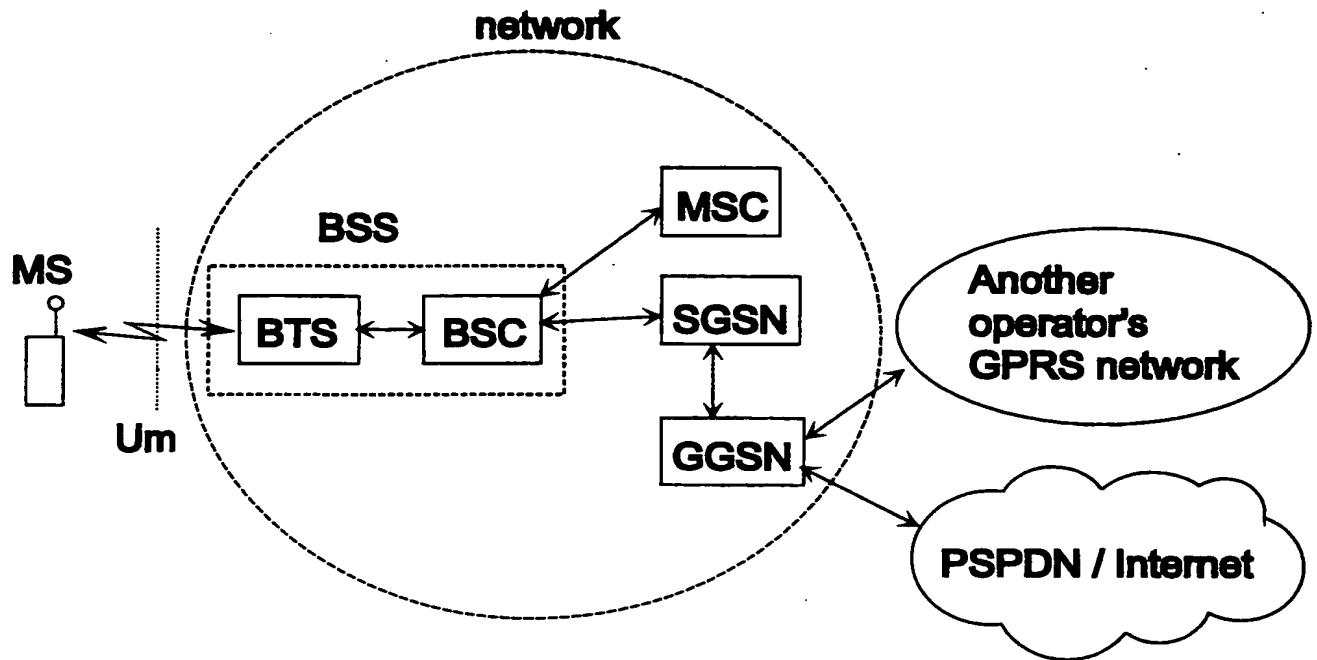 network
BSS
MS
Um
BTS
BSC
MSC
SGSN
GGSN
Another
operator's
GPRS network
PSPDN / Internet